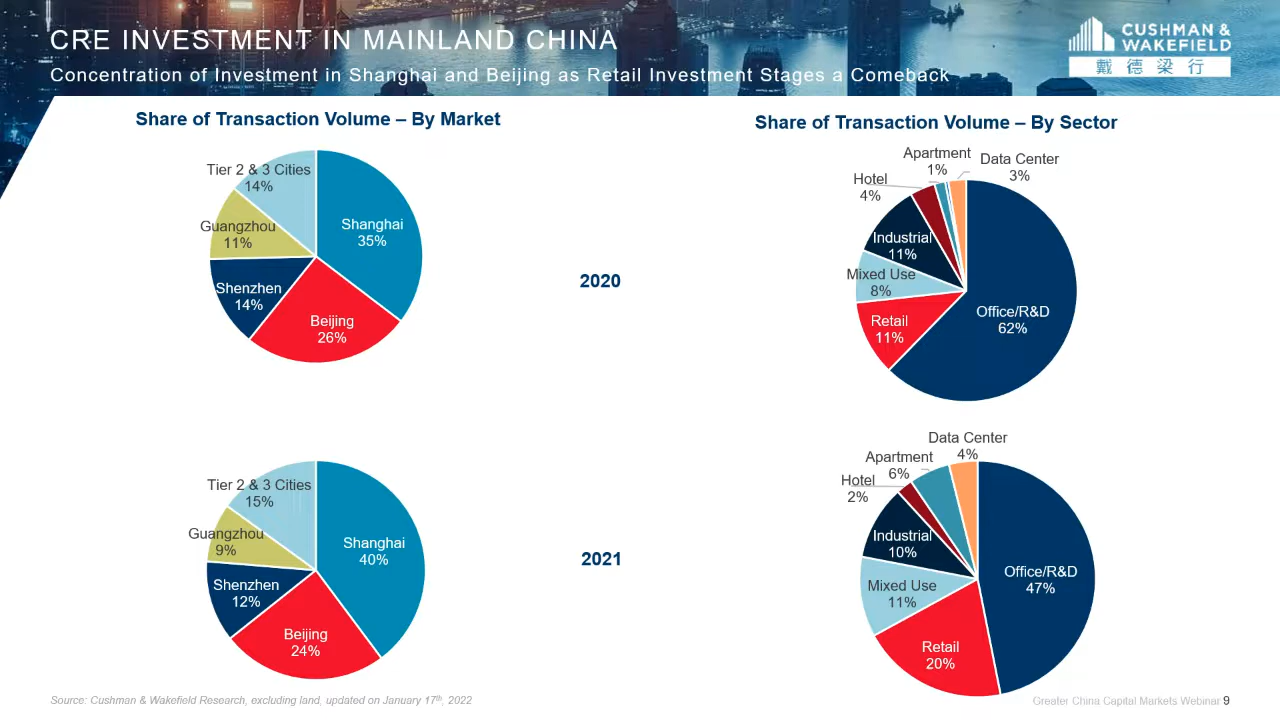 CRE INVESTMENT IN MAINLAND CHINA
Concentration of Investment in Shanghai and Beijing as Retail Investment Stages a Comeback
CUSHMAN &
WAKEFIELD
戴德梁行
Share of Transaction Volume – By Market
Tier 2 & 3 Cities
14%
Guangzhou
11%
Shenzhen
14%
Beijing
26%
Shanghai
35%
2020
Share of Transaction Volume – By Sector
Apartment
1%
Data Center
3%
Hotel
4%
Industrial
11%
Mixed Use
8%
Retail
11%
Office/R&D
62%
Tier 2 & 3 Cities
15%
Guangzhou
9%
Shenzhen
12%
Beijing
24%
Shanghai
40%
2021
Data Center
4%
Apartment
6%
Hotel
2%
Industrial
10%
Mixed Use
11%
Retail
20%
Office/R&D
47%
Source: Cushman & Wakefield Research, excluding land, updated on January 17th, 2022
Greater China Capital Markets Webinar 9